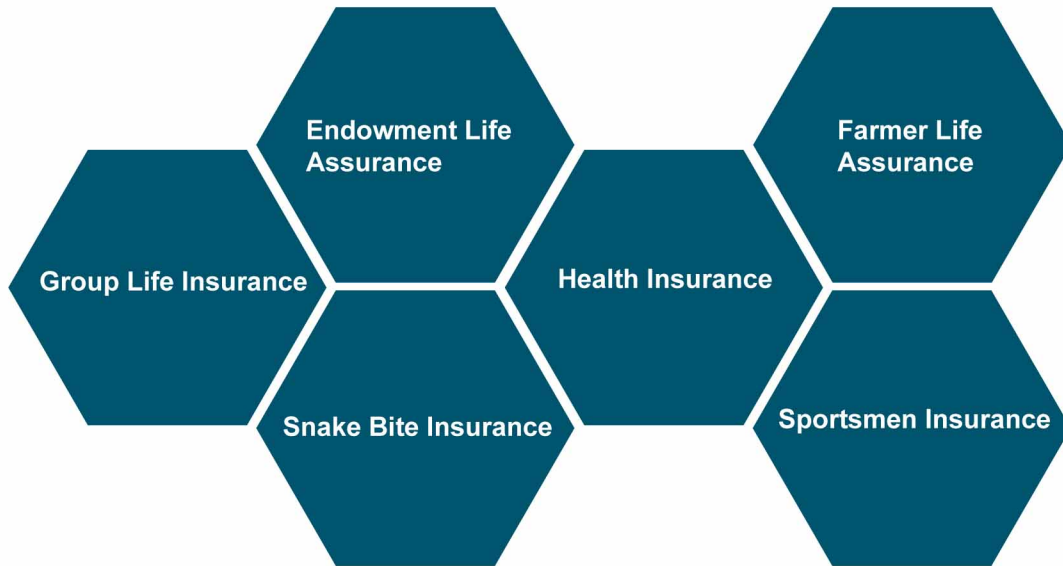 Endowment Life
Assurance
Farmer Life
Assurance
Group Life Insurance
Health Insurance
Snake Bite Insurance
Sportsmen Insurance